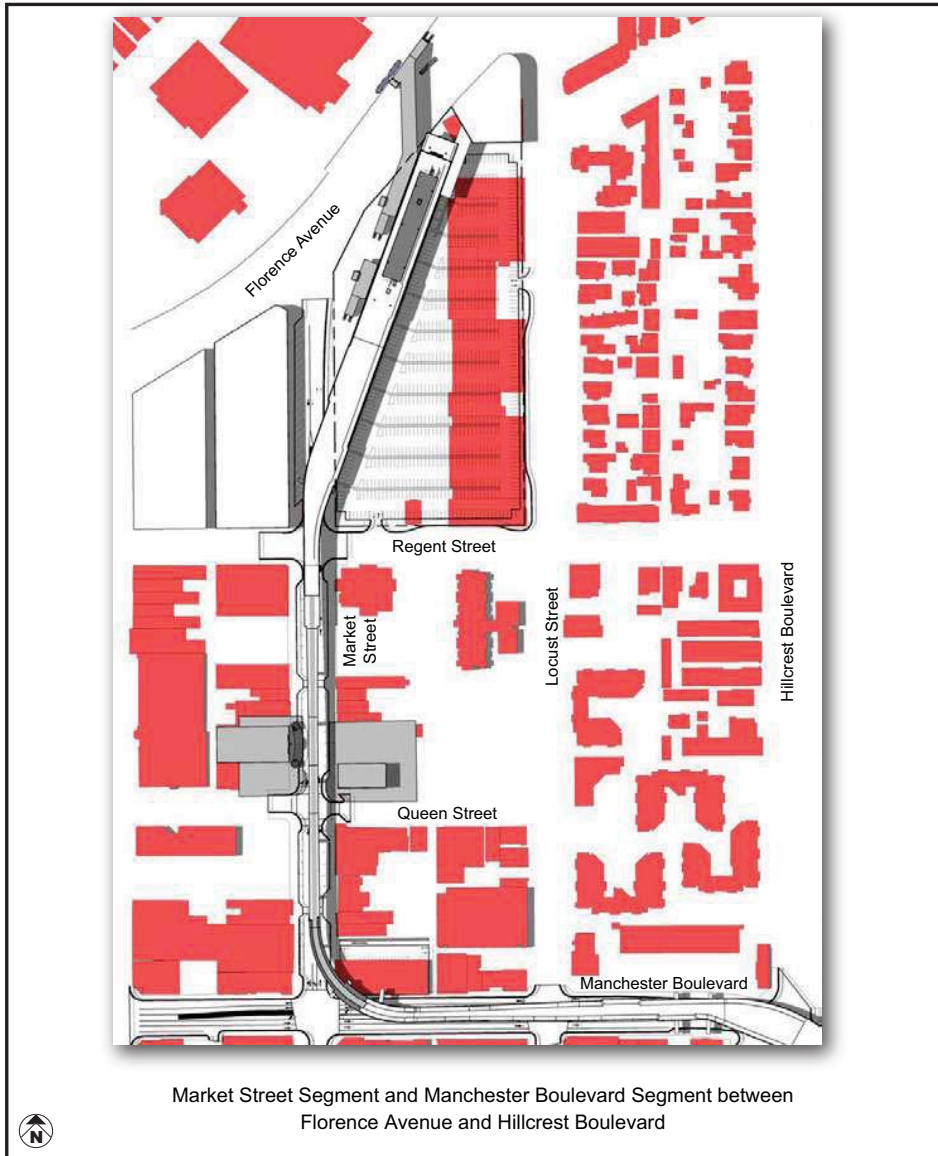 Florence Avenue
Regent Street
Market
Street
Locust Street
Hillcrest Boulevard
Queen Street
Manchester Boulevard
Market Street Segment and Manchester Boulevard Segment between
Florence Avenue and Hillcrest Boulevard
N